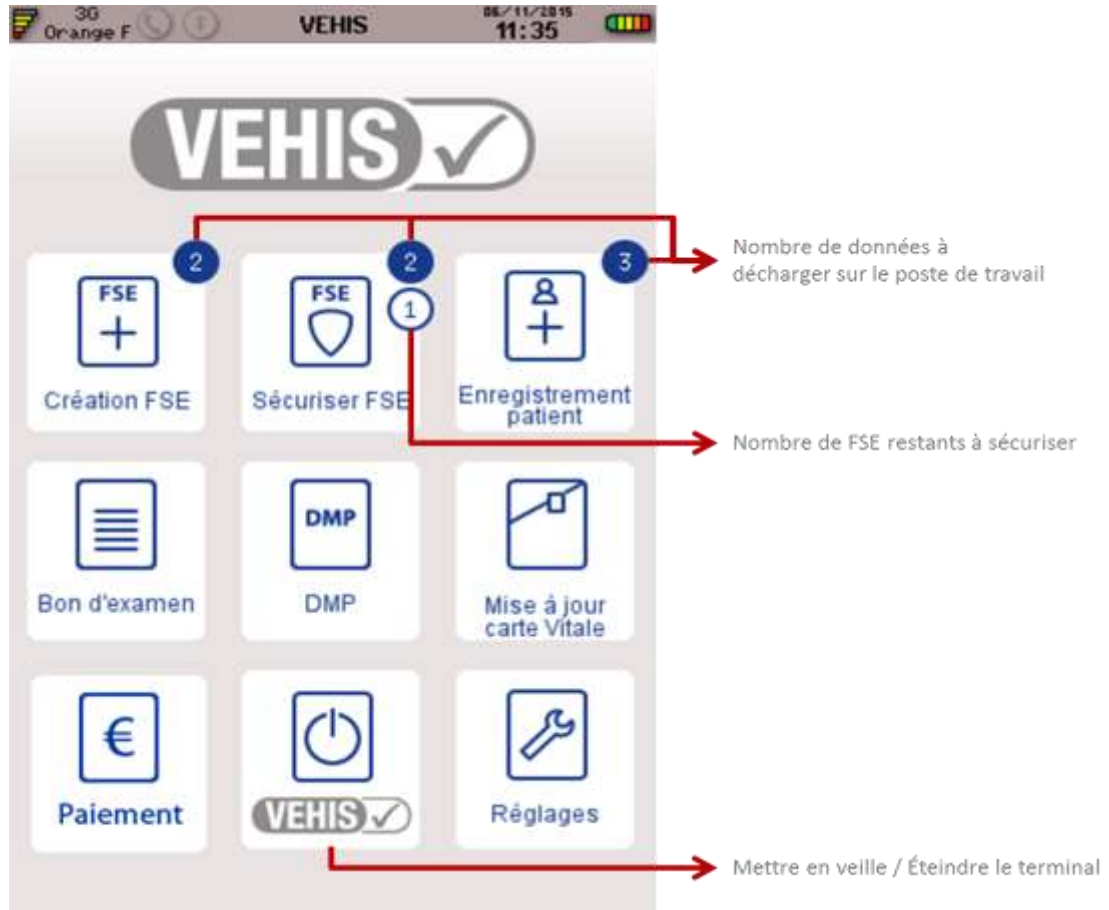 3G
Orange F
VEHIS
06/11/2015
11:35
VEHIS
2
2
3
Nombre de données à
décharger sur le poste de travail
FSE
FSE
1
Création FSE
Sécuriser FSE
Enregistrement
patient
Nombre de FSE restants à sécuriser
DMP
Bon d'examen
DMP
Mise á jour
carte Vitale
€
Paiement
VEHIS
Réglages
Mettre en veille / Éteindre le terminal